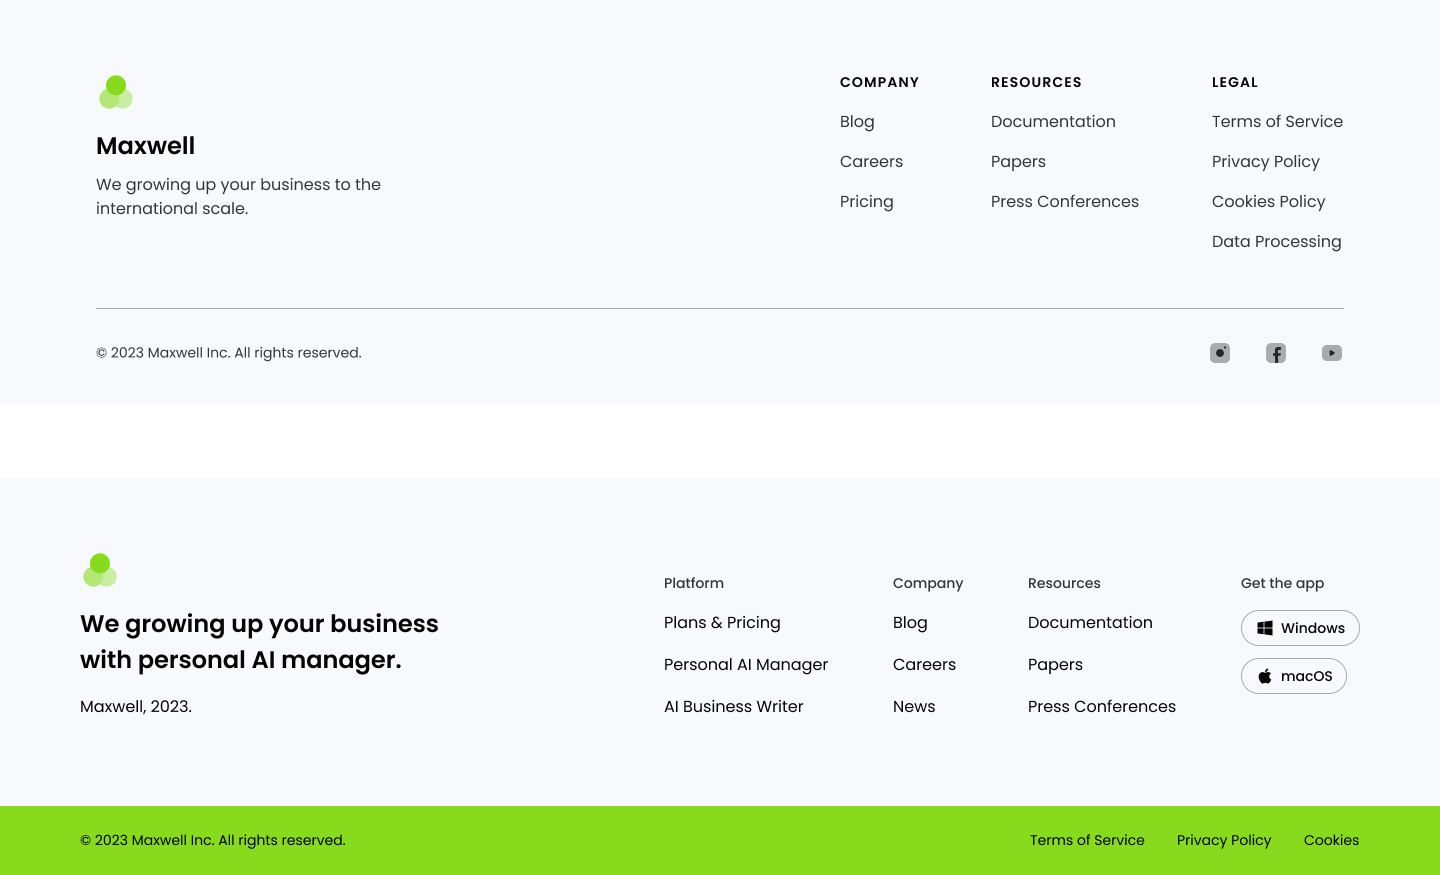 Maxwell
We growing up your business to the
international scale.
COMPANY
Blog
Careers
Pricing
RESOURCES
Documentation
Papers
Press Conferences
LEGAL
Terms of Service
Privacy Policy
Cookies Policy
Data Processing
© 2023 Maxwell Inc. All rights reserved.
We growing up your business
with personal AI manager.
Maxwell, 2023.
Platform
Plans & Pricing
Personal AI Manager
AI Business Writer
Company
Blog
Careers
News
Resources
Documentation
Papers
Press Conferences
Get the app
Windows
macOS
© 2023 Maxwell Inc. All rights reserved.
Terms of Service
Privacy Policy
Cookies